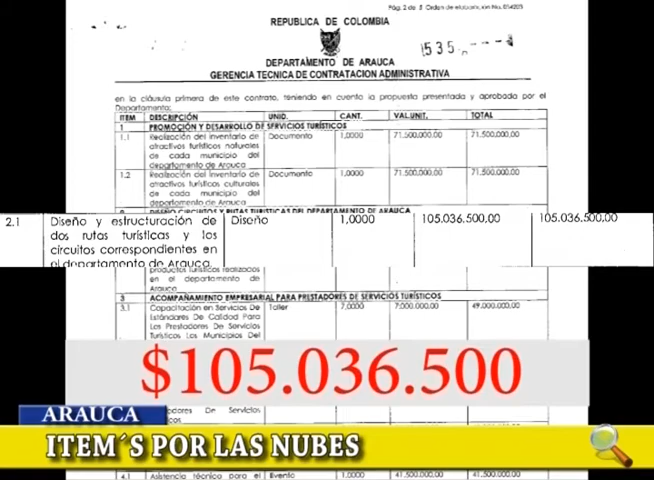 REPUBLICA DE COLOMBIA
DEPARTAMENTO DE ARAUCA
GERENCIA TECNICA DE CONTRATACION ADMINISTRATIVA
en la cláusula primera de este contrato, teniendo en cuenta la propuesta presentada y aprobada por el
Departamento:
ITEM DESCRIPCIÓN UNID. CANT. VAL.UNIT. TOTAL
1 PROMOCIÓN Y DESARROLLO DE SERVICIOS TURÍSTICOS
1.1 Realización del inventario de Documento 1,0000 71.500.000,00 71.500.000,00
atractivos turísticos naturales
de cada municipio del
departamento de Arauca
1.2 Realización del inventario de Documento 1,0000 71.500.000,00 71.500.000,00
atractivos turísticos culturales
de cada municipio del
departamento de Arauca
DISEÑO CIRCUITOS Y RUTAS TURISTICAS DEL DEPARTAMENTO DE ARAUCA
2.1 Diseño y estructuración de Diseño 1,0000 105.036.500,00 105.036.500,00
dos rutas turísticas y los
circuitos correspondientes en
el departamento de Arauca.
productos turísticos realizados
en el departamento de
Arauca
3 ACOMPAÑAMIENTO EMPRESARIAL PARA PRESTADORES DE SERVICIOS TURÍSTICOS
3.1 Capacitación en Servicios De Taller 7,0000 7.000.000,00 49.000.000,00
Estándares De Calidad Para
Los Prestadores De Servicios
Turísticos Los Municipios Del
$105.036.500
De Servicios
ARAUCA
ITEM´S POR LAS NUBES
4.1 Asistencia técnica para el Evento 1,0000 41.500.000,00 41.500.000,00